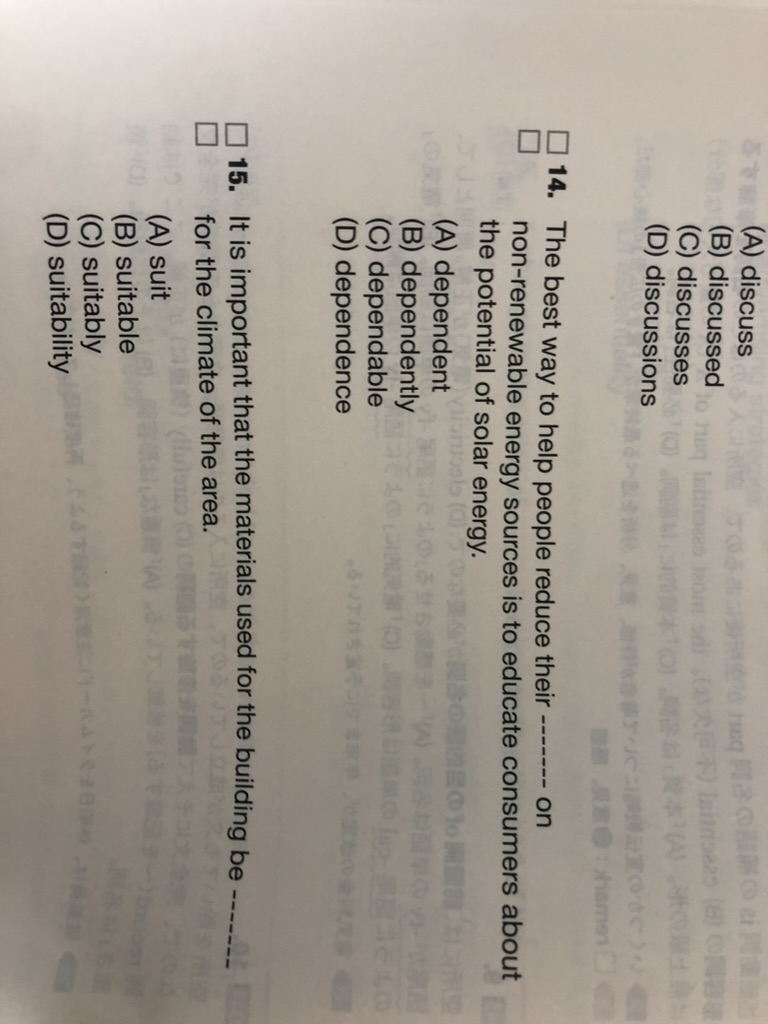 (A) discuss
(B) discussed
(C) discusses
(D) discussions
□ 14. The best way to help people reduce their ------- on
□ non-renewable energy sources is to educate consumers about
the potential of solar energy.
(A) dependent
(B) dependently
(C) dependable
(D) dependence
□ 15. It is important that the materials used for the building be -------
□ for the climate of the area.
(A) suit
(B) suitable
(C) suitably
(D) suitability